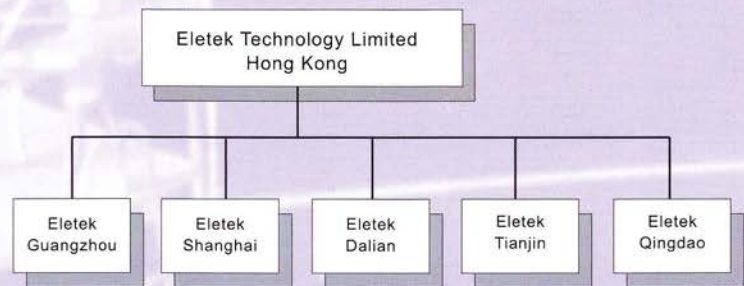 Eletek Technology Limited
Hong Kong
Eletek
Guangzhou
Eletek
Shanghai
Eletek
Dalian
Eletek
Tianjin
Eletek
Qingdao